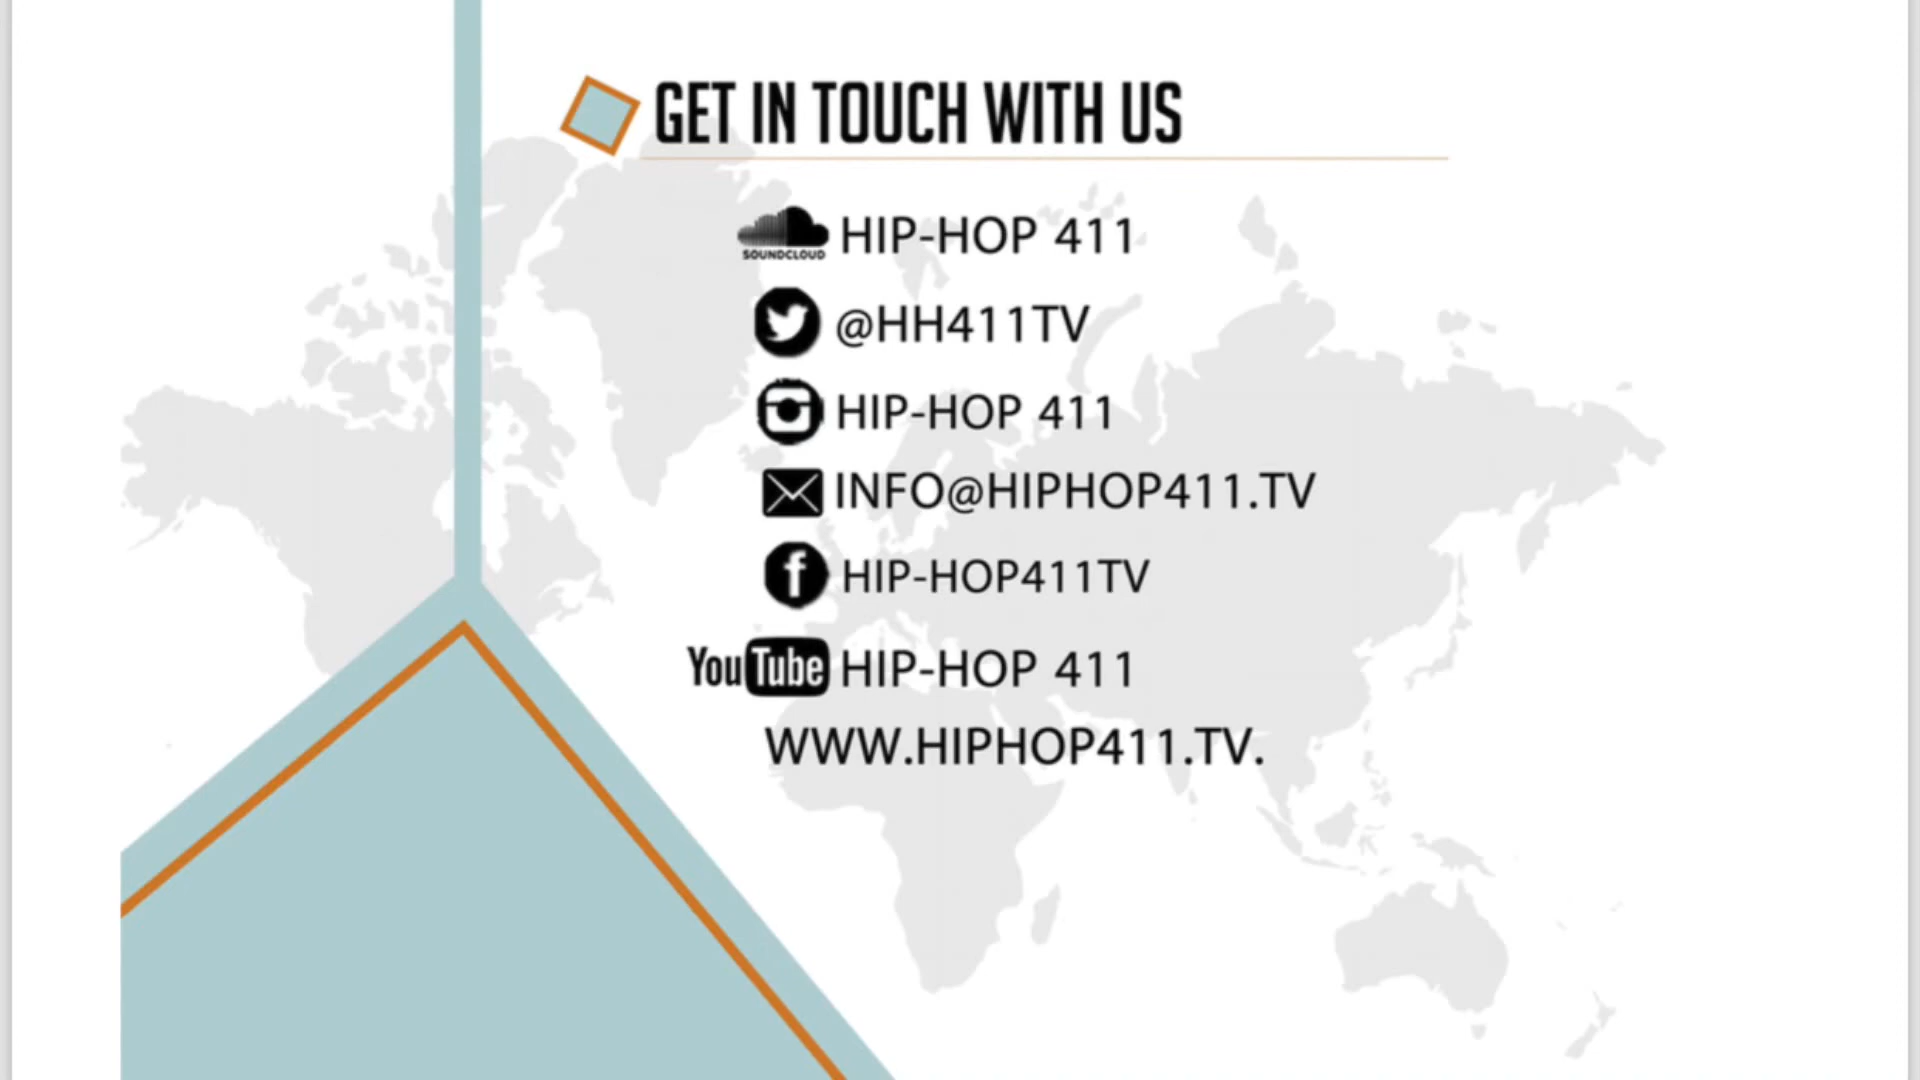 GET IN TOUCH WITH US
SOUNDCLOUD HIP-HOP 411
@HH411TV
HIP-HOP 411
INFO@HIPHOP411.TV
f HIP-HOP411TV
YouTube HIP-HOP 411
WWW.HIPHOP411.TV.